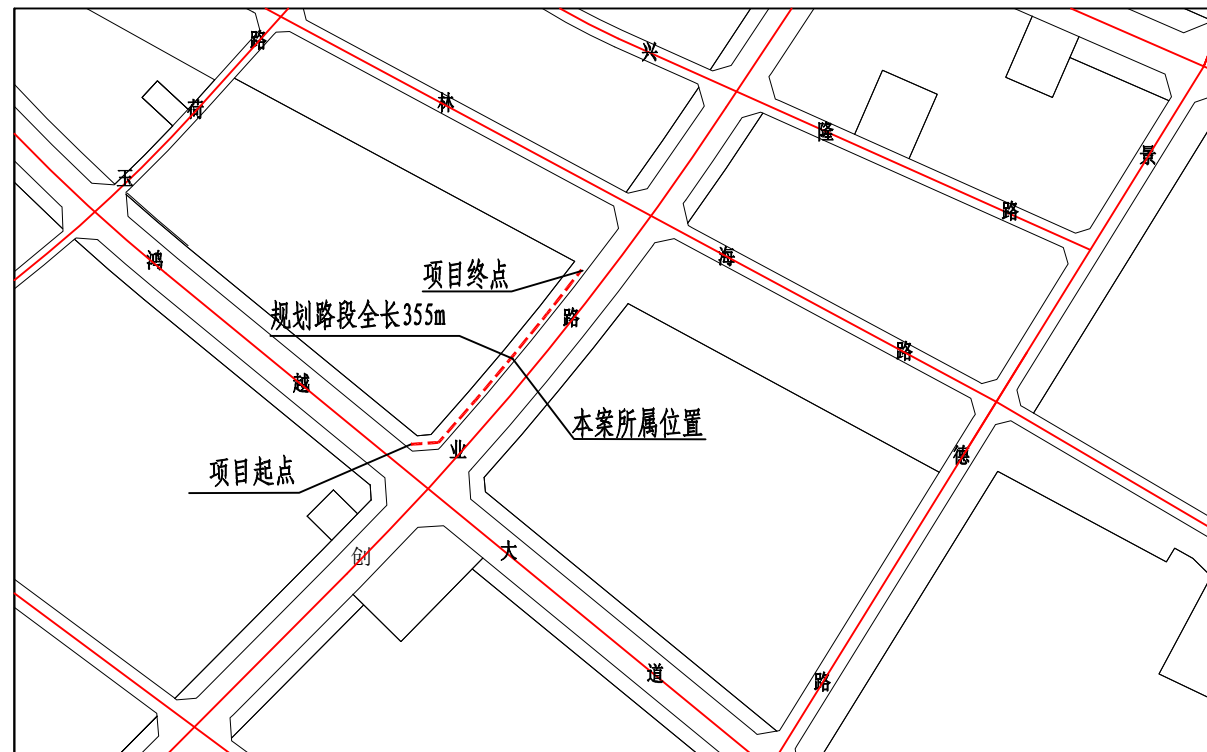 玉荷路
林海路
兴隆路
景德路
鸿越大道
创业路
项目终点
规划路段全长355m
本案所属位置
项目起点